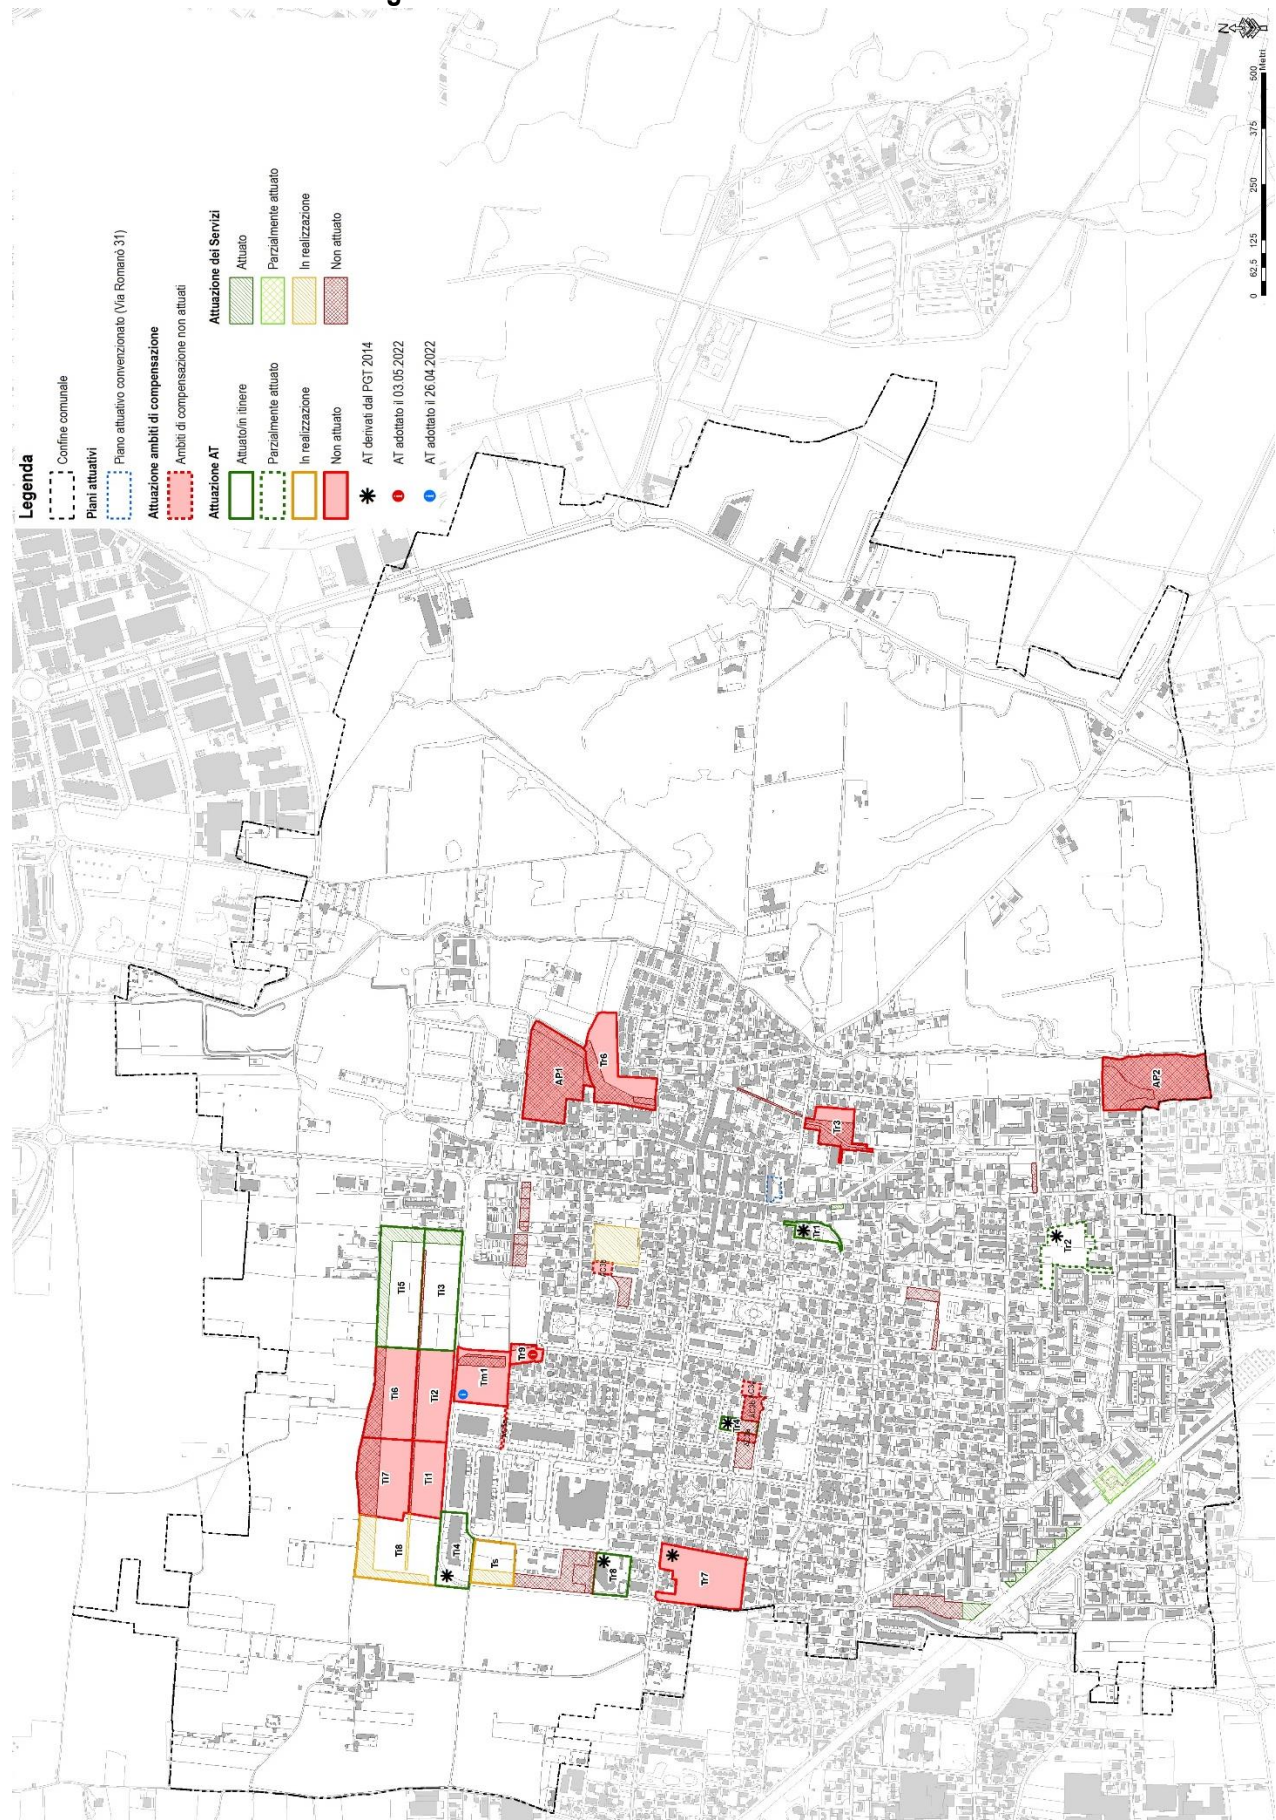 Legenda
Confine comunale
Piani attuativi
Piano attuativo convenzionato (Via Romanò 31)
Attuazione ambiti di compensazione
Ambiti di compensazione non attuati
Attuazione AT
Attuato/in itinere
Parzialmente attuato
In realizzazione
Non attuato
AT derivati dal PGT 2014
AT adottato il 03.05.2022
AT adottato il 26.04.2022
Attuazione dei Servizi
Attuato
Parzialmente attuato
In realizzazione
Non attuato
N
0 62,5 125 250 375 500
Metri
Ti5
Ti3
Ti6
Ti2
Ti7
Ti1
Ti8
Ti4
Ts
Tm1
Tr9
Tr8
Tr7
AP1
Tr6
Tr3
Tr1
Tr2
AP2